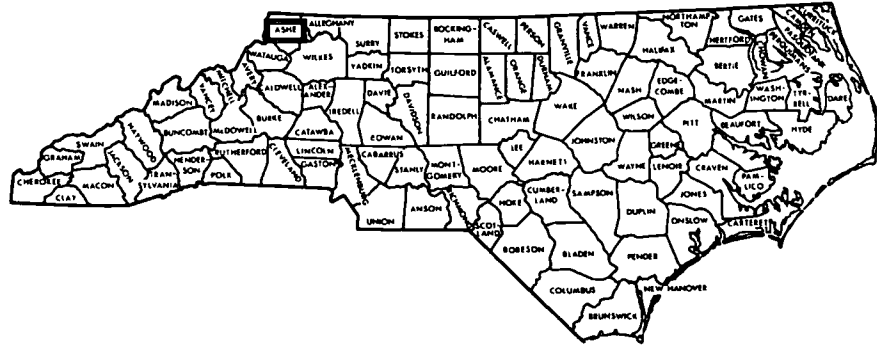 ASHE
ALLEGHANY
SURRY
STOKES
ROCKING-
HAM
CASWELL
PERSON
GRANVILLE
VANCE
WARREN
NORTHAMP-
TON
GATES
CURRITUCK
CAMDEN
PASQUOTANK
PERQUIMANS
CHOWAN
HERTFORD
HALIFAX
BERTIE
WATAUGA
WILKES
YADKIN
FORSYTH
GUILFORD
ALAMANCE
ORANGE
DURHAM
FRANKLIN
NASH
EDGE-
COMBE
MARTIN
WASH-
INGTON
TYR-
RELL
DARE
MITCHELL
AVERY
CALDWELL
ALEX-
ANDER
IREDELL
DAVIE
DAVIDSON
RANDOLPH
CHATHAM
WAKE
WILSON
PITT
BEAUFORT
HYDE
MADISON
YANCEY
BURKE
CATAWBA
ROWAN
LEE
JOHNSTON
GREENE
SWAIN
HAYWOOD
BUNCOMBE
McDOWELL
RUTHERFORD
CLEVELAND
LINCOLN
GASTON
MECKLENBURG
CABARRUS
STANLY
MONT-
GOMERY
MOORE
HARNETT
WAYNE
LENOIR
CRAVEN
PAM-
LICO
GRAHAM
CHEROKEE
MACON
CLAY
JACKSON
TRAN-
SYLVANIA
HENDER-
SON
POLK
UNION
ANSON
RICHMOND
SCOT-
LAND
HOKE
CUMBER-
LAND
SAMPSON
DUPLIN
JONES
ONSLOW
CARTERET
ROBESON
BLADEN
PENDER
COLUMBUS
NEW HANOVER
BRUNSWICK